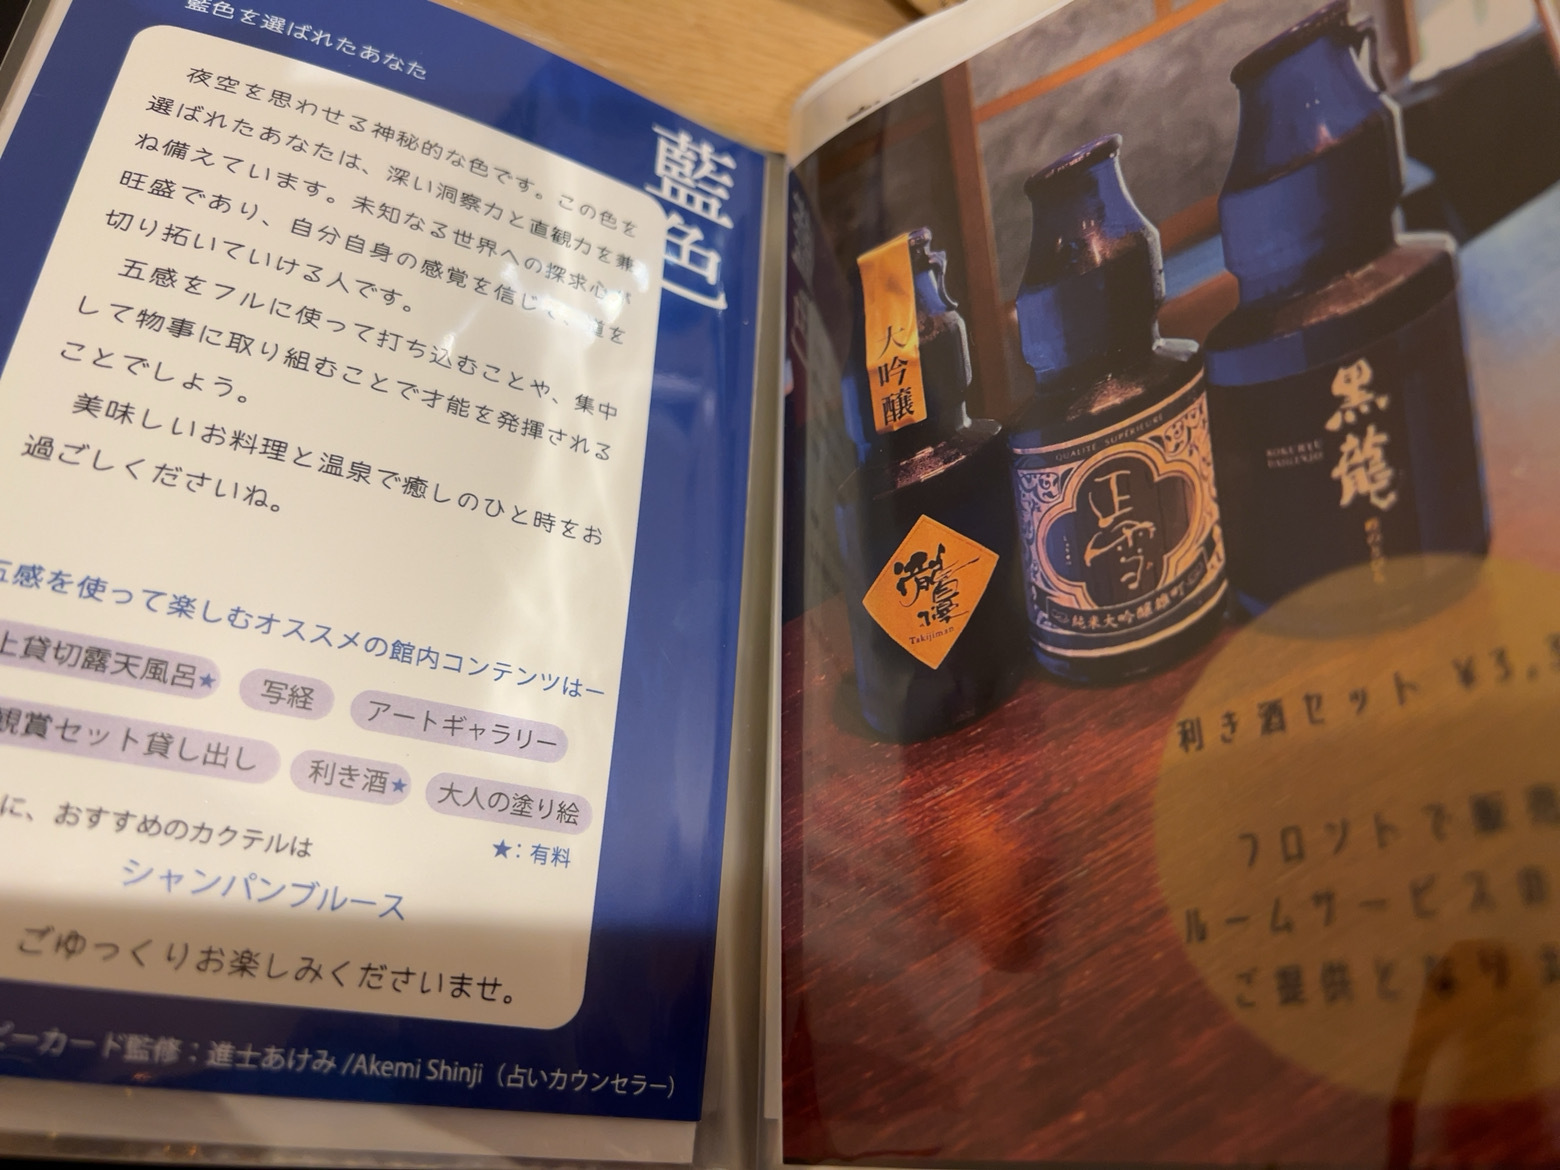 藍色を選ばれたあなた
藍色
夜空を思わせる神秘的な色です。この色を
選ばれたあなたは、深い洞察力と直観力を兼
ね備えています。未知なる世界への探求心が
旺盛であり、自分自身の感覚を信じて、道を
切り拓いていける人です。
五感をフルに使って打ち込むことや、集中
して物事に取り組むことで才能を発揮される
ことでしょう。
美味しいお料理と温泉で癒しのひと時をお
過ごしくださいね。
五感を使って楽しむオススメの館内コンテンツはー
上貸切露天風呂★
写経
アートギャラリー
観賞セット貸し出し
利き酒★
大人の塗り絵
に、おすすめのカクテルは
★：有料
シャンパンブルース
ごゆっくりお楽しみくださいませ。
ーカード監修：進士あけみ/Akemi Shinji（占いカウンセラー）
大吟醸
瀧自慢
Takijiman
QUALITÉ SUPÉRIEURE
正雪
純米大吟醸雄町
黒龍
KOKURYU
DAIGINJO
利き酒セット ¥3,
フロントで販売
ルームサービス
ご提供となり